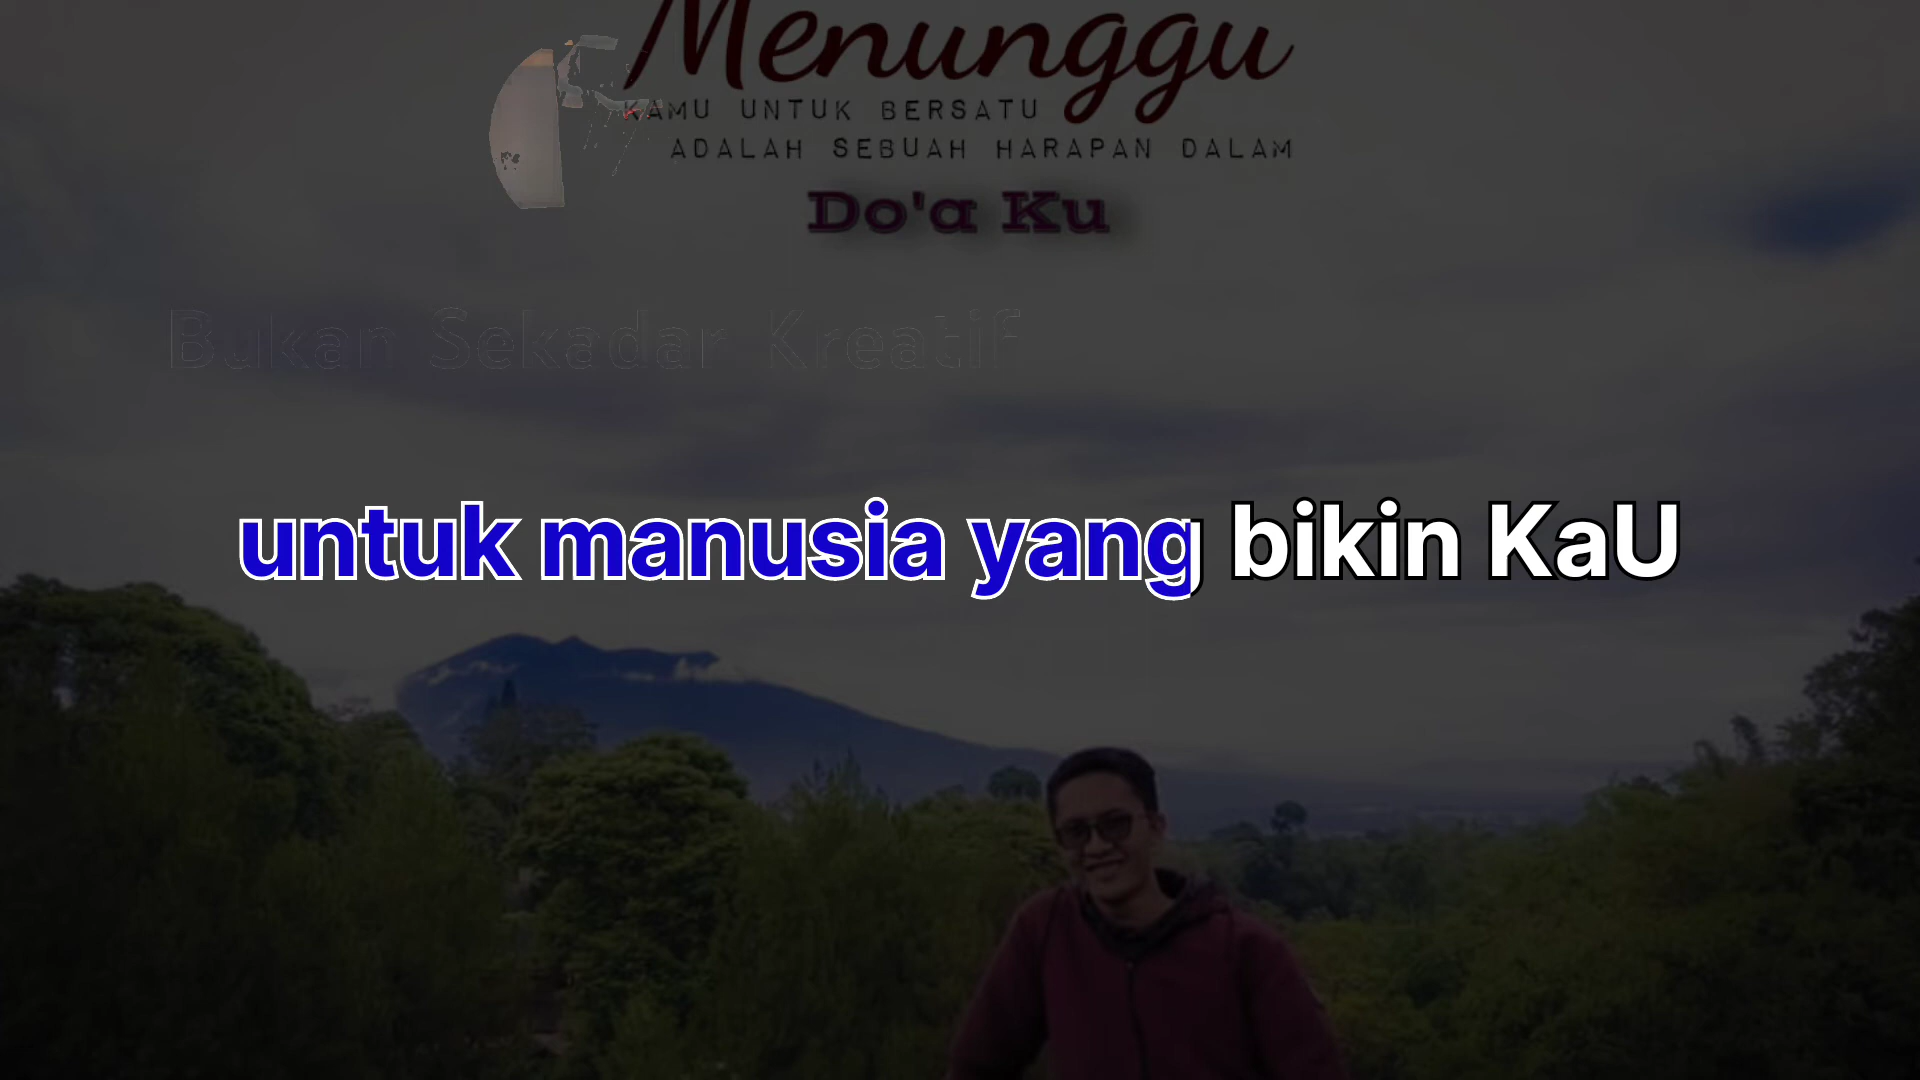 Menunggu
KAMU UNTUK BERSATU
ADALAH SEBUAH HARAPAN DALAM
Do'a Ku
Bukan Sekadar Kreatif
untuk manusia yang bikin KaU